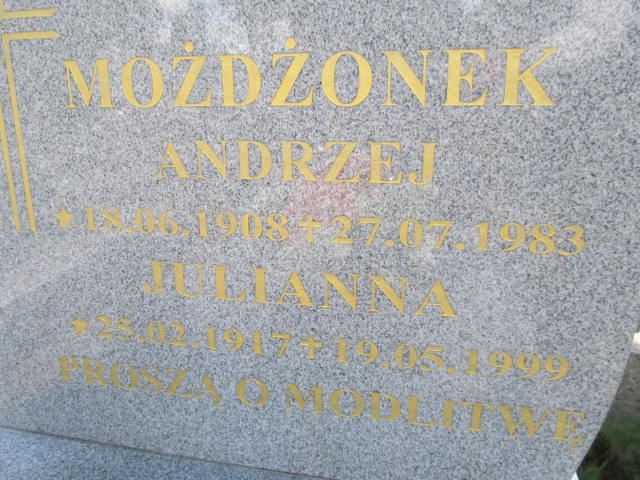 MOŻDŻONEK
ANDRZEJ
★18.06.1908✝27.07.1983
JULIANNA
★25.02.1917✝19.05.1999
PROSZĄ O MODLITWĘ